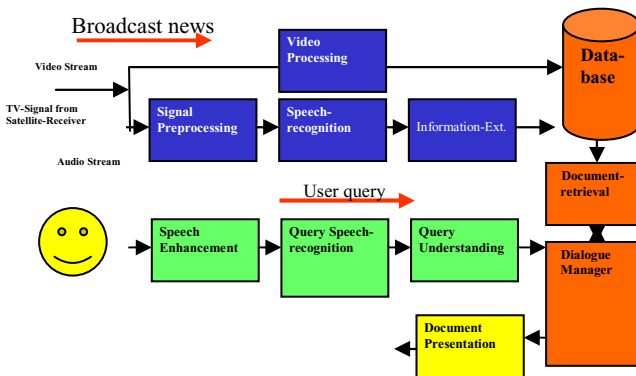 Broadcast news
Video Stream
Video
Processing
Data-
base
TV-Signal from
Satellite-Receiver
Signal
Preprocessing
Speech-
recognition
Information-Ext.
Audio Stream
Document-
retrieval
User query
Speech
Enhancement
Query Speech-
recognition
Query
Understanding
Dialogue
Manager
Document
Presentation